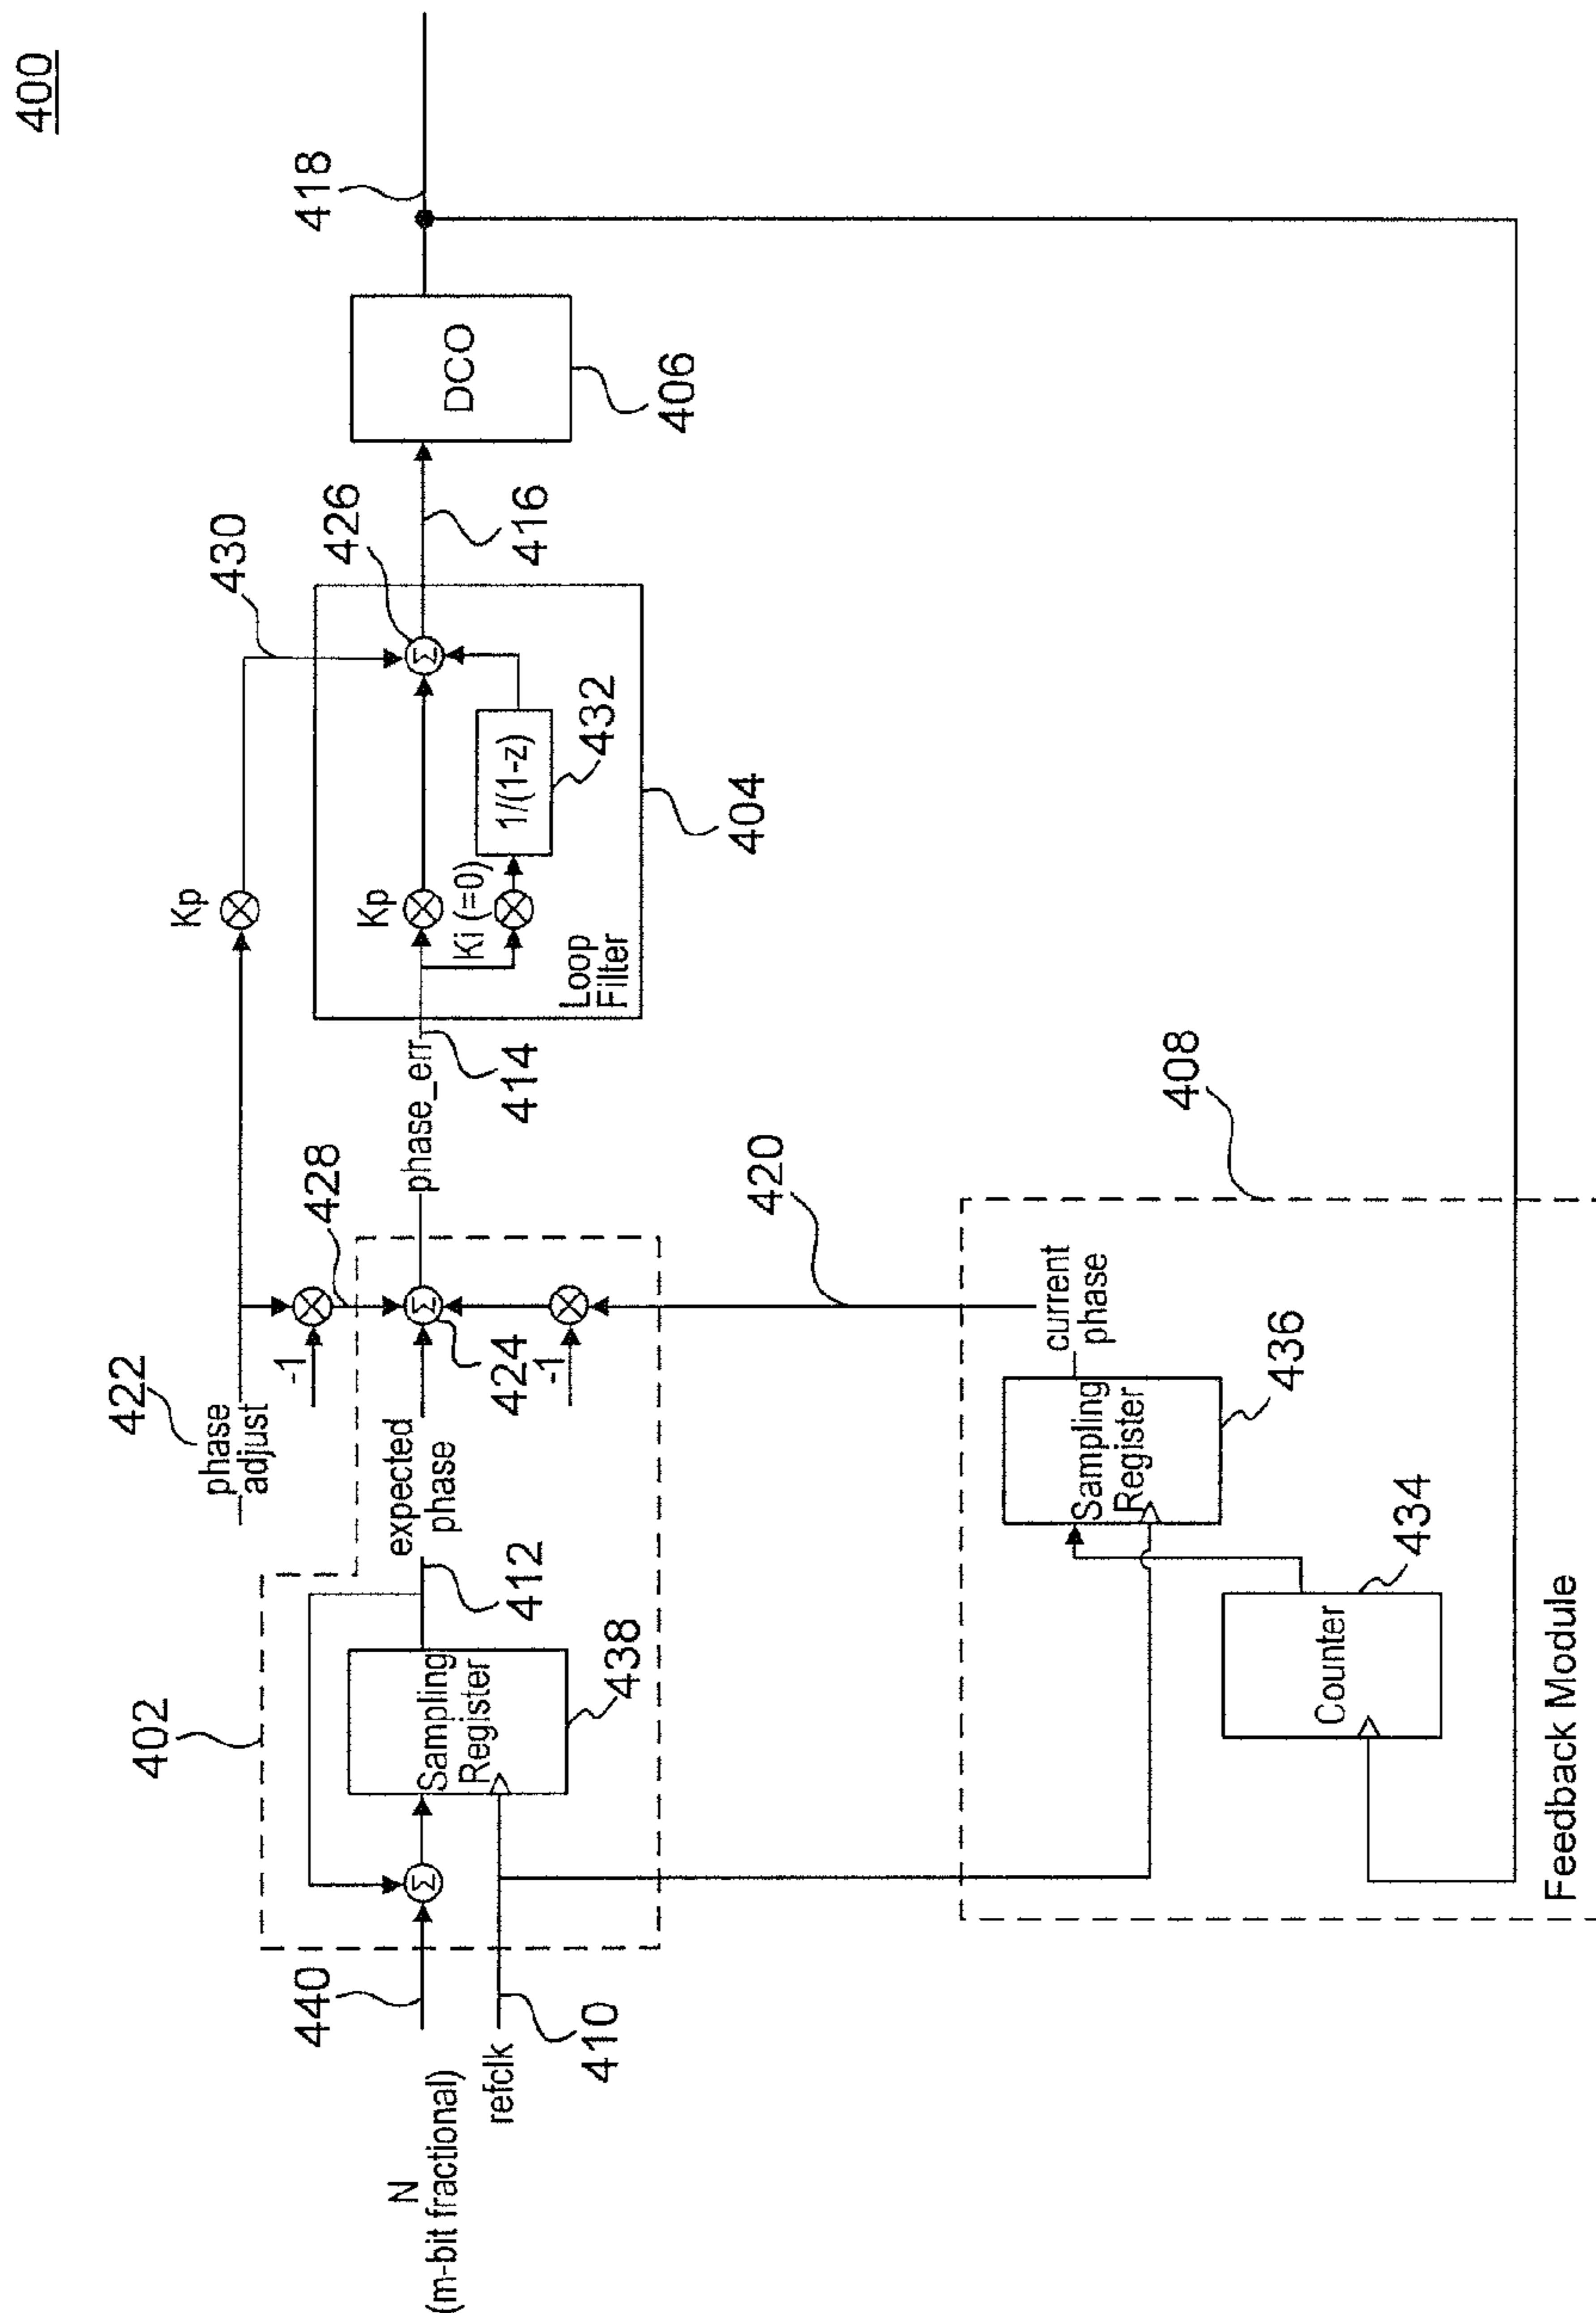 400
422
phase
adjust
Kp
430
402
-1
428
440
N
(m-bit fractional)
refclk
410
Sampling
Register
438
412
expected
phase
424
-1
phase_err
414
Kp
Ki (=0)
1/(1-z)
432
Loop
Filter
404
426
416
DCO
406
418
420
408
current
phase
Sampling
Register
436
Counter
434
Feedback Module
Σ
Σ
Σ